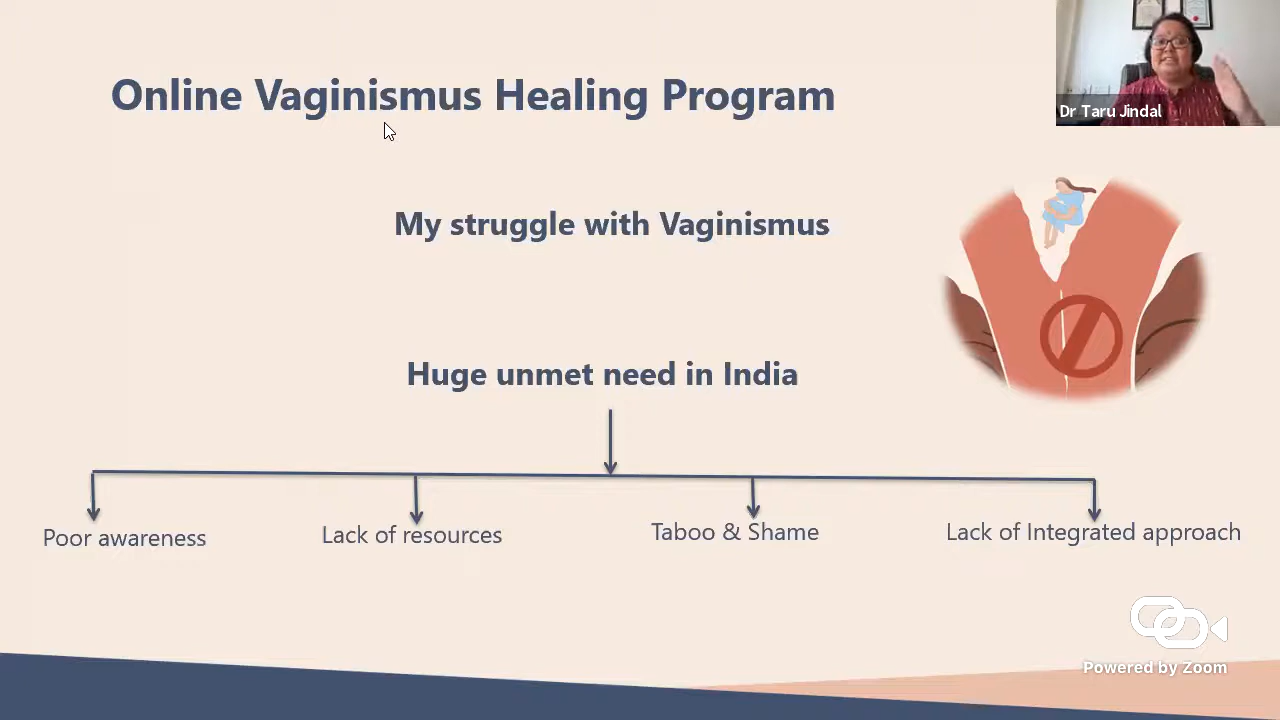 Online Vaginismus Healing Program
Dr Taru Jindal
My struggle with Vaginismus
Huge unmet need in India
Poor awareness
Lack of resources
Taboo & Shame
Lack of Integrated approach
Powered by Zoom